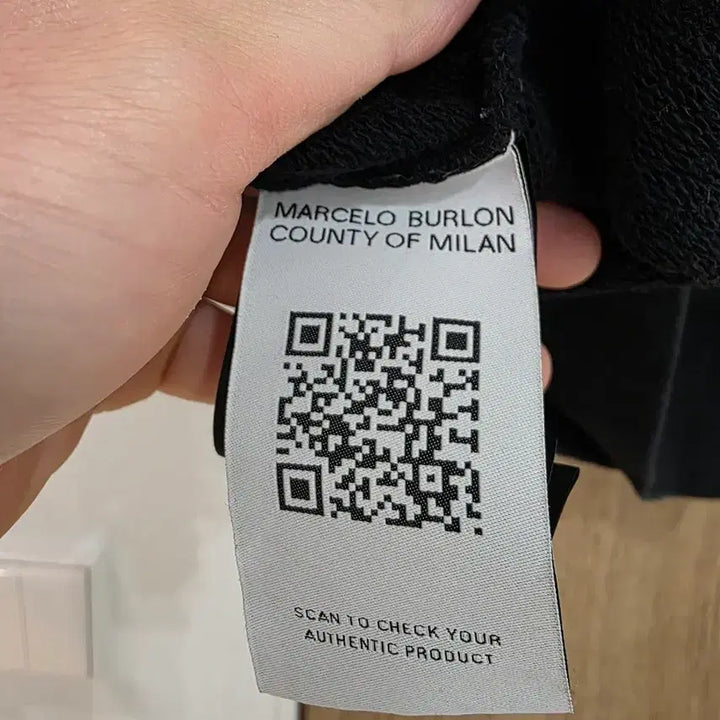 MARCELO BURLON
COUNTY OF MILAN
SCAN TO CHECK YOUR
AUTHENTIC PRODUCT